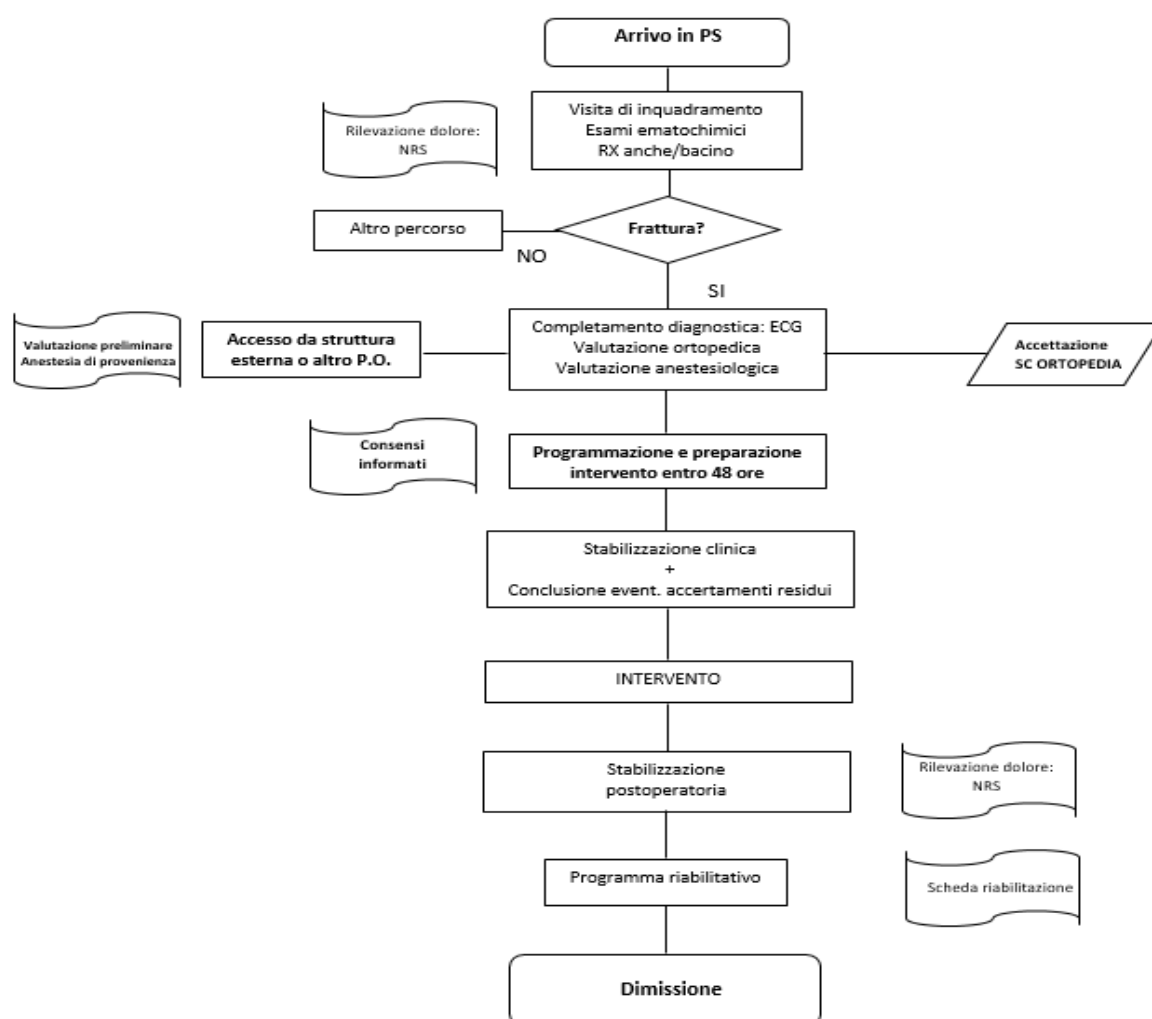 Arrivo in PS
Rilevazione dolore:
NRS
Visita di inquadramento
Esami ematochimici
RX anche/bacino
Altro percorso
Frattura?
NO
SI
Valutazione preliminare
Anestesia di provenienza
Accesso da struttura
esterna o altro P.O.
Completamento diagnostica: ECG
Valutazione ortopedica
Valutazione anestesiologica
Accettazione
SC ORTOPEDIA
Consensi
informati
Programmazione e preparazione
intervento entro 48 ore
Stabilizzazione clinica
+
Conclusione event. accertamenti residui
INTERVENTO
Stabilizzazione
postoperatoria
Rilevazione dolore:
NRS
Programma riabilitativo
Scheda riabilitazione
Dimissione